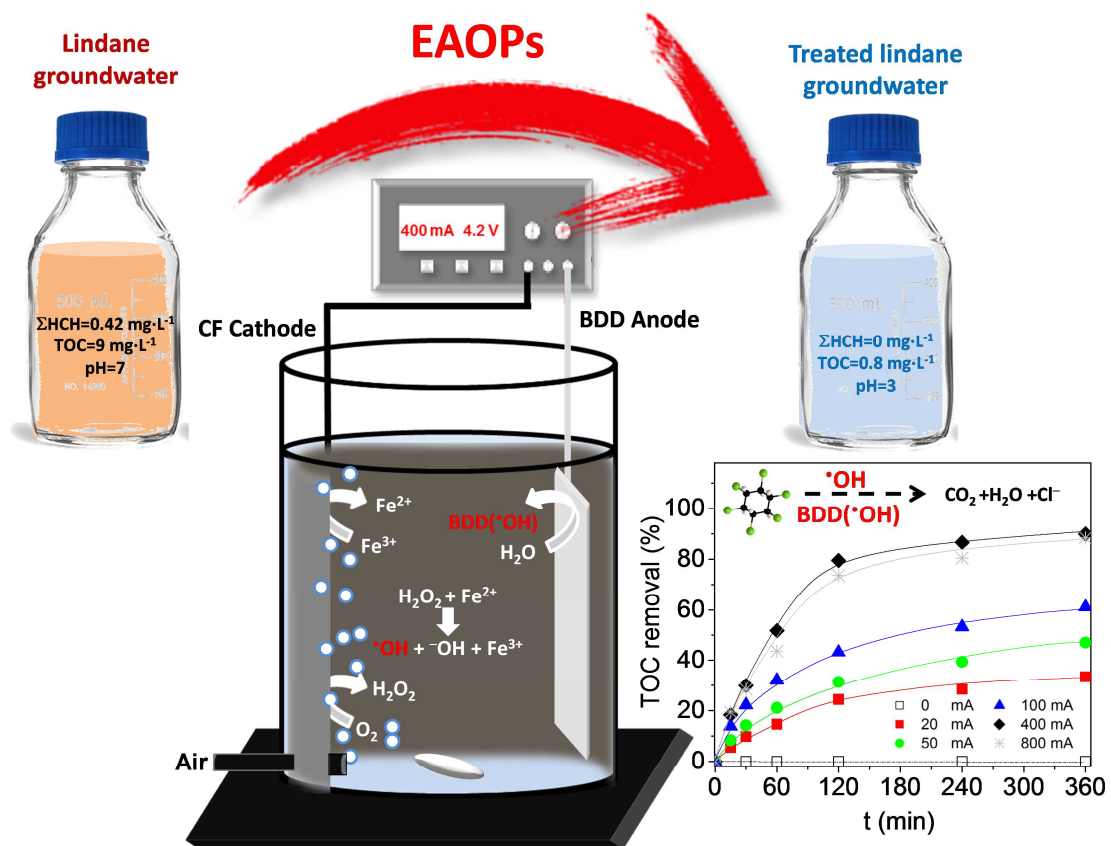 EAOPs
Lindane
groundwater
Treated lindane
groundwater
400 mA 4.2 V
500 mL
ΣHCH=0.42 mg·L⁻¹
TOC=9 mg·L⁻¹
pH=7
CF Cathode
BDD Anode
ΣHCH=0 mg·L⁻¹
TOC=0.8 mg·L⁻¹
pH=3
Fe²⁺
Fe³⁺
BDD(•OH)
H₂O
H₂O₂ + Fe²⁺
•OH + ⁻OH + Fe³⁺
H₂O₂
O₂
Air
•OH
BDD(•OH)
CO₂ +H₂O +Cl⁻
TOC removal (%)
100
80
60
40
20
0
0 mA
20 mA
50 mA
100 mA
400 mA
800 mA
0 60 120 180 240 300 360
t (min)